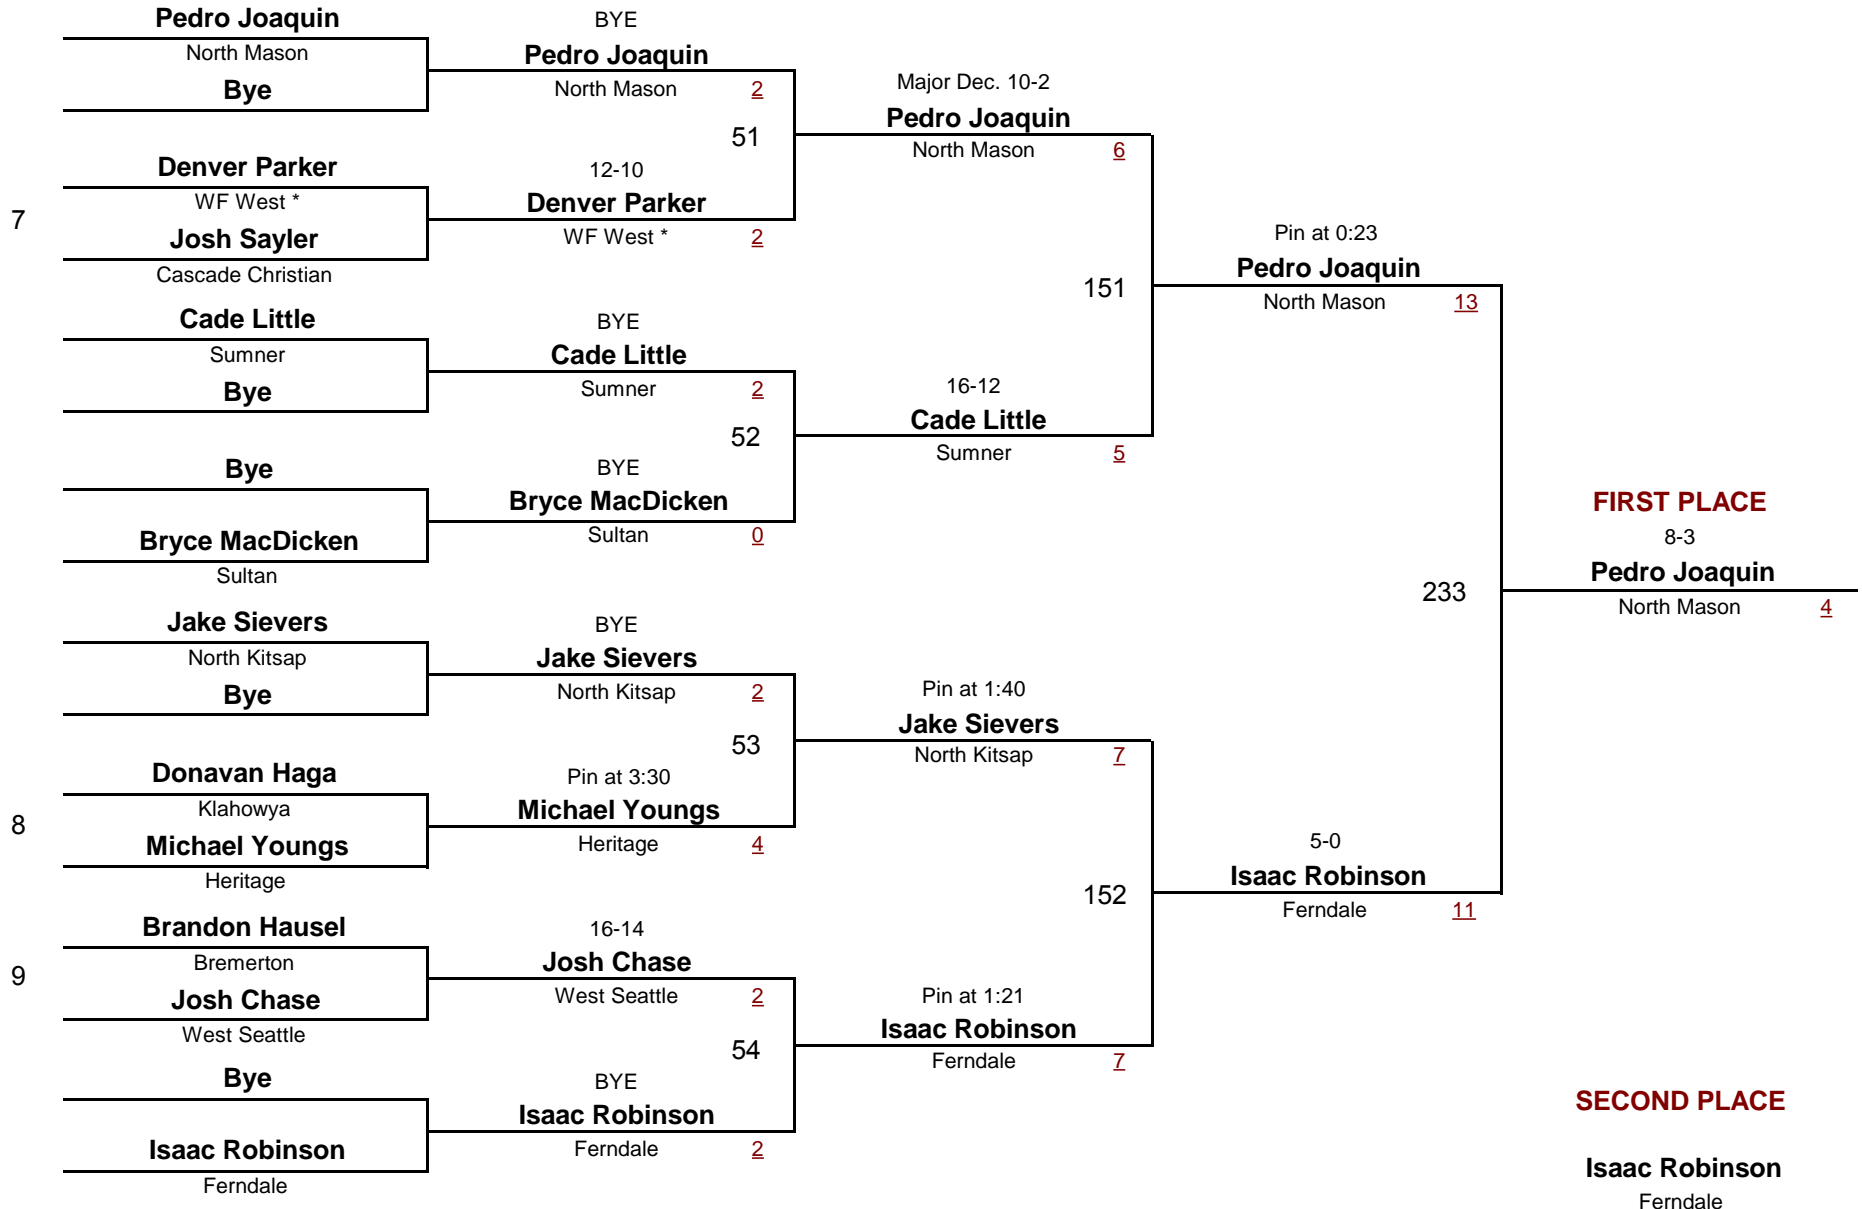 Pedro Joaquin
North Mason
Bye
7
Denver Parker
WF West *
Josh Sayler
Cascade Christian
Cade Little
Sumner
Bye
Bye
Bryce MacDicken
Sultan
Jake Sievers
North Kitsap
Bye
8
Donavan Haga
Klahowya
Michael Youngs
Heritage
9
Brandon Hausel
Bremerton
Josh Chase
West Seattle
Bye
Isaac Robinson
Ferndale
BYE
Pedro Joaquin
North Mason 2
51
12-10
Denver Parker
WF West * 2
BYE
Cade Little
Sumner 2
52
BYE
Bryce MacDicken
Sultan 0
BYE
Jake Sievers
North Kitsap 2
53
Pin at 3:30
Michael Youngs
Heritage 4
16-14
Josh Chase
West Seattle 2
54
BYE
Isaac Robinson
Ferndale 2
Major Dec. 10-2
Pedro Joaquin
North Mason 6
151
16-12
Cade Little
Sumner 5
Pin at 1:40
Jake Sievers
North Kitsap 7
152
Pin at 1:21
Isaac Robinson
Ferndale 7
Pin at 0:23
Pedro Joaquin
North Mason 13
233
5-0
Isaac Robinson
Ferndale 11
FIRST PLACE
8-3
Pedro Joaquin
North Mason 4
SECOND PLACE
Isaac Robinson
Ferndale